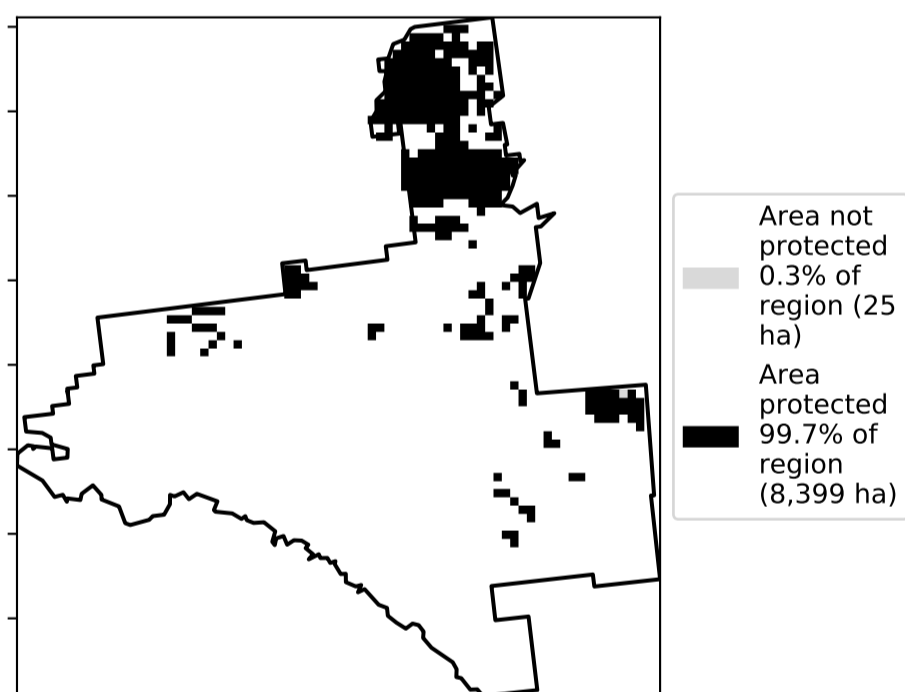 Area not
protected
0.3% of
region (25
ha)
Area
protected
99.7% of
region
(8,399 ha)